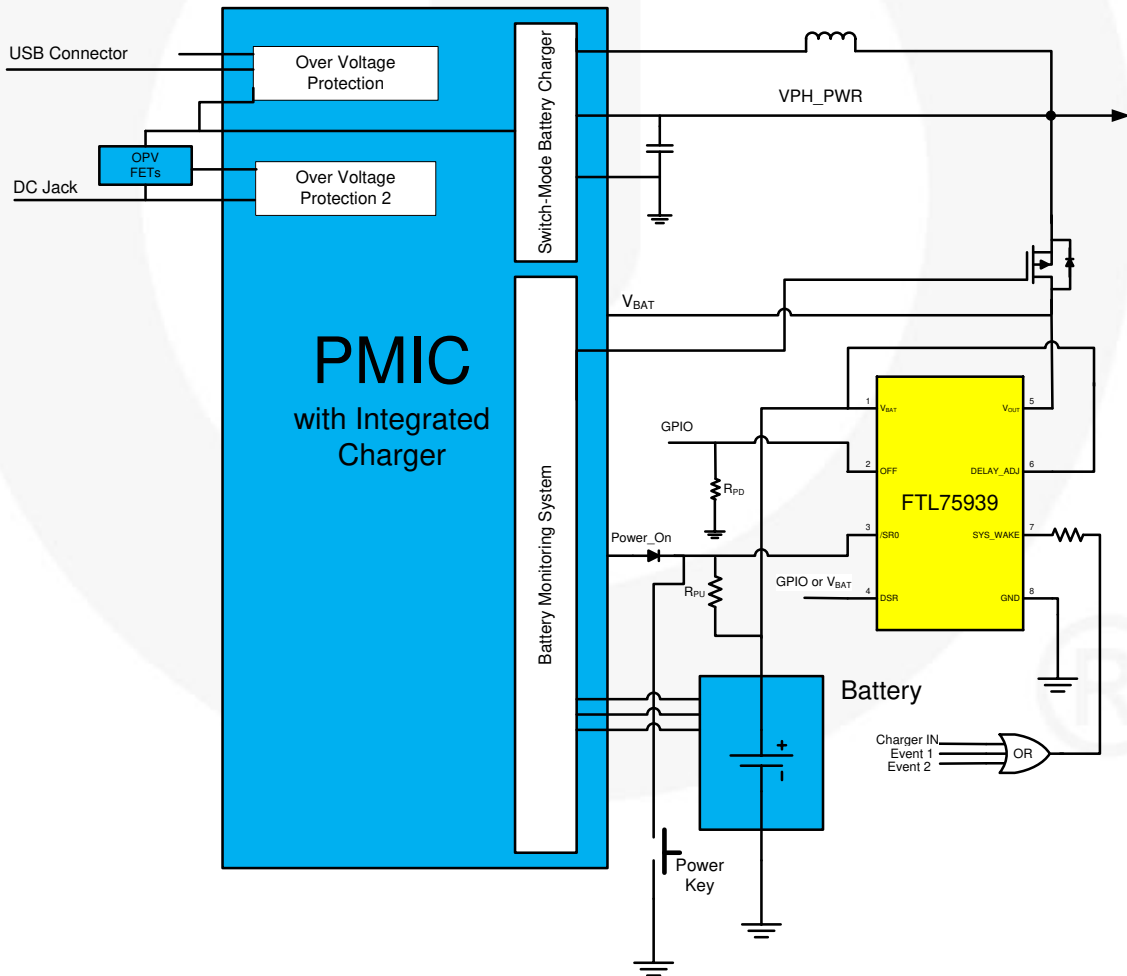 USB Connector
Over Voltage
Protection
OPV
FETs
DC Jack
Over Voltage
Protection 2
Switch-Mode Battery Charger
VPH_PWR
PMIC
with Integrated
Charger
Battery Monitoring System
VBAT
GPIO
RPD
Power_On
RPU
GPIO or VBAT
1
VBAT
VOUT
5
2
OFF
DELAY_ADJ
6
FTL75939
3
/SR0
SYS_WAKE
7
4
DSR
GND
8
Battery
+
-
Charger IN
Event 1
Event 2
OR
Power
Key
R